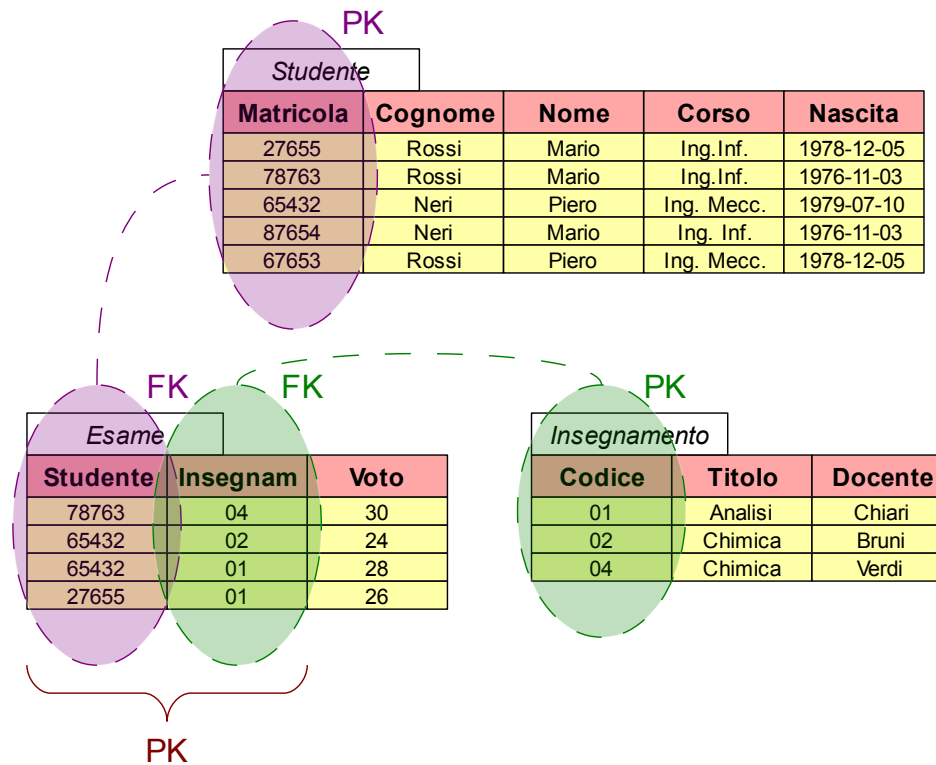 PK
Studente
Matricola Cognome Nome Corso Nascita
27655 Rossi Mario Ing.Inf. 1978-12-05
78763 Rossi Mario Ing.Inf. 1976-11-03
65432 Neri Piero Ing. Mecc. 1979-07-10
87654 Neri Mario Ing. Inf. 1976-11-03
67653 Rossi Piero Ing. Mecc. 1978-12-05
FK FK PK
Esame Insegnamento
Studente Insegnam Voto Codice Titolo Docente
78763 04 30 01 Analisi Chiari
65432 02 24 02 Chimica Bruni
65432 01 28 04 Chimica Verdi
27655 01 26
PK